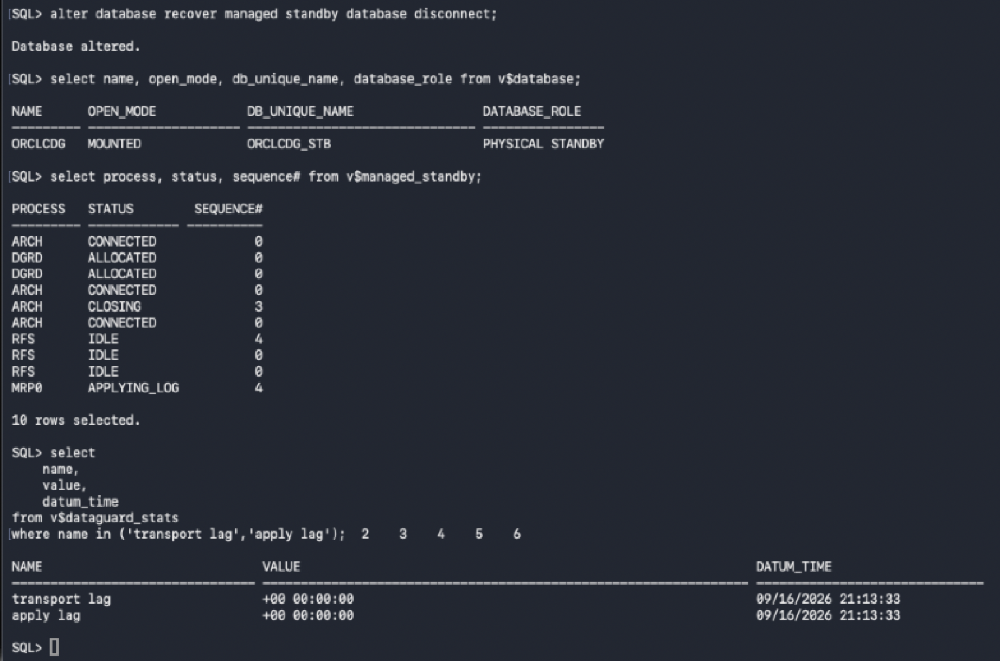 SQL> alter database recover managed standby database disconnect;
Database altered.
SQL> select name, open_mode, db_unique_name, database_role from v$database;
NAME OPEN_MODE DB_UNIQUE_NAME DATABASE_ROLE
ORCLCDG MOUNTED ORCLCDG_STB PHYSICAL STANDBY
SQL> select process, status, sequence# from v$managed_standby;
PROCESS STATUS SEQUENCE#
ARCH CONNECTED 0
DGRD ALLOCATED 0
DGRD ALLOCATED 0
ARCH CONNECTED 0
ARCH CLOSING 3
ARCH CONNECTED 0
RFS IDLE 4
RFS IDLE 0
RFS IDLE 0
MRP0 APPLYING_LOG 4
10 rows selected.
SQL> select
name,
value,
datum_time
from v$dataguard_stats
where name in ('transport lag','apply lag'); 2 3 4 5 6
NAME VALUE DATUM_TIME
transport lag +00 00:00:00 09/16/2026 21:13:33
apply lag +00 00:00:00 09/16/2026 21:13:33
SQL>